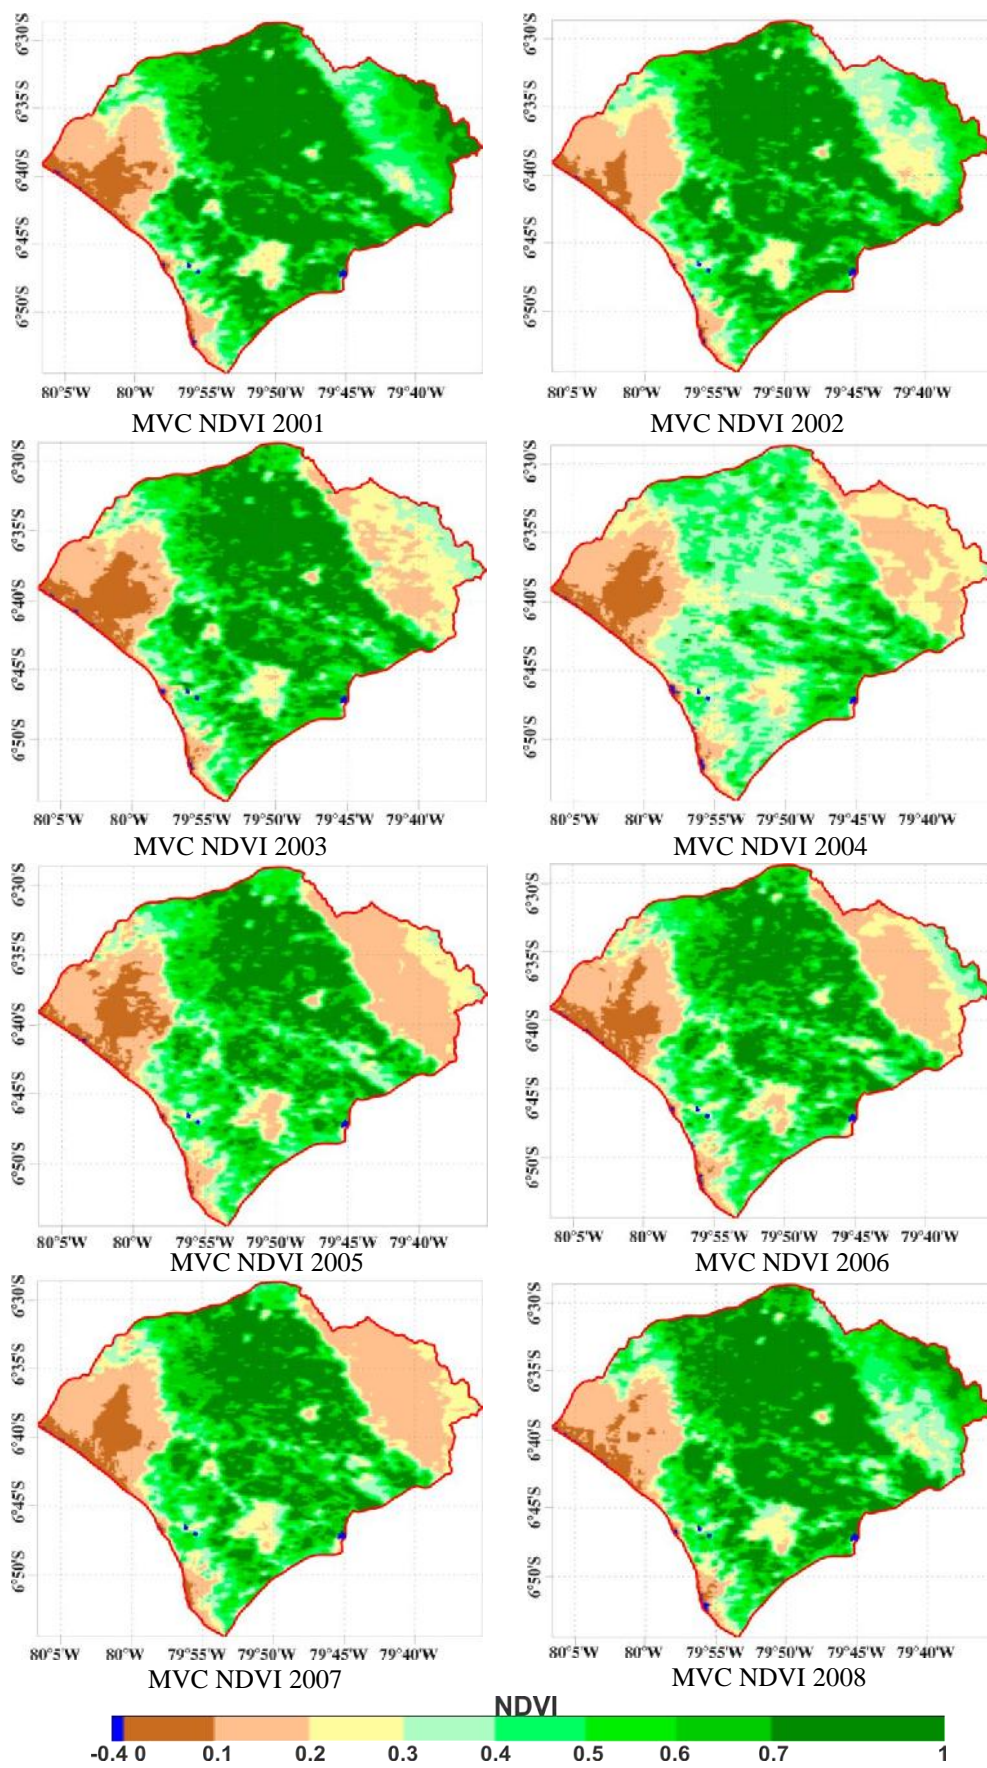 6°30'S
6°35'S
6°40'S
6°45'S
6°50'S
80°5'W 80°W 79°55'W 79°50'W 79°45'W 79°40'W
MVC NDVI 2001
6°30'S
6°35'S
6°40'S
6°45'S
6°50'S
80°5'W 80°W 79°55'W 79°50'W 79°45'W 79°40'W
MVC NDVI 2002
6°30'S
6°35'S
6°40'S
6°45'S
6°50'S
80°5'W 80°W 79°55'W 79°50'W 79°45'W 79°40'W
MVC NDVI 2003
6°30'S
6°35'S
6°40'S
6°45'S
6°50'S
80°5'W 80°W 79°55'W 79°50'W 79°45'W 79°40'W
MVC NDVI 2004
6°30'S
6°35'S
6°40'S
6°45'S
6°50'S
80°5'W 80°W 79°55'W 79°50'W 79°45'W 79°40'W
MVC NDVI 2005
6°30'S
6°35'S
6°40'S
6°45'S
6°50'S
80°5'W 80°W 79°55'W 79°50'W 79°45'W 79°40'W
MVC NDVI 2006
6°30'S
6°35'S
6°40'S
6°45'S
6°50'S
80°5'W 80°W 79°55'W 79°50'W 79°45'W 79°40'W
MVC NDVI 2007
6°30'S
6°35'S
6°40'S
6°45'S
6°50'S
80°5'W 80°W 79°55'W 79°50'W 79°45'W 79°40'W
MVC NDVI 2008
NDVI
-0.4 0 0.1 0.2 0.3 0.4 0.5 0.6 0.7 1